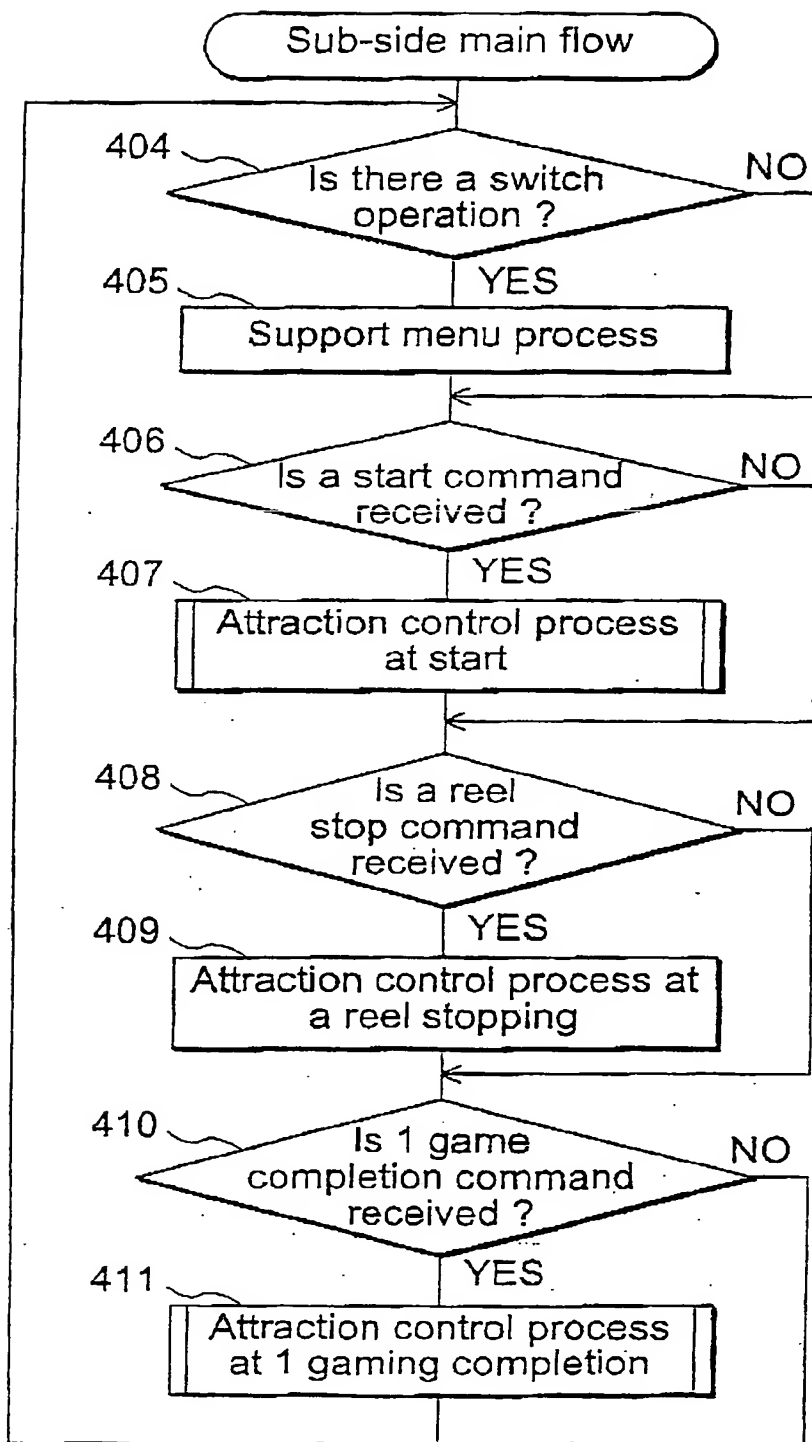 Sub-side main flow
404
Is there a switch
operation ?
NO
YES
405
Support menu process
406
Is a start command
received ?
NO
YES
407
Attraction control process
at start
408
Is a reel
stop command
received ?
NO
YES
409
Attraction control process at
a reel stopping
410
Is 1 game
completion command
received ?
NO
YES
411
Attraction control process
at 1 gaming completion